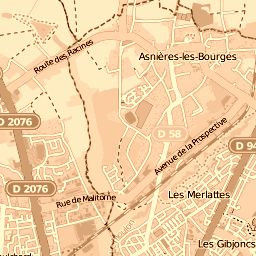 Asnières-les-Bourges
Route des Racines
D 2076
D 58
Avenue de la Prospective
D 94
D 2076
Rue de Malitorne
Les Merlattes
Les Gibjoncs